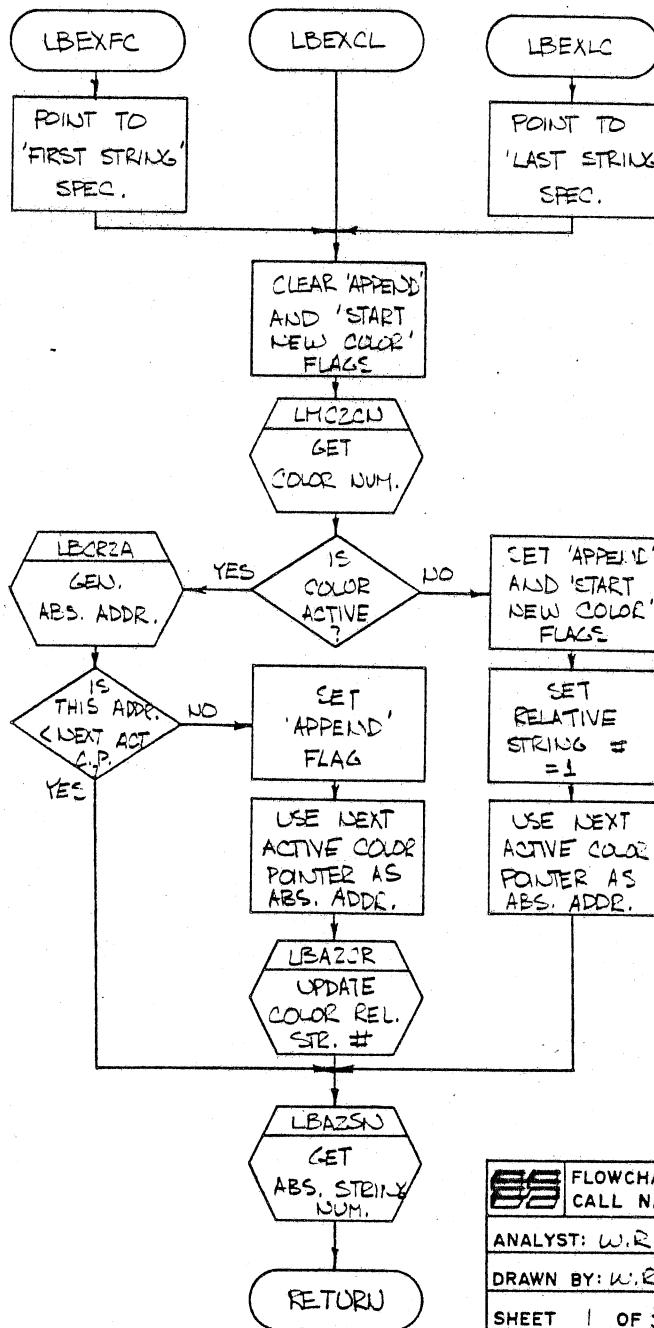 LBEXFC
LBEXCL
LBEXLC
POINT TO
'FIRST STRING'
SPEC.
POINT TO
'LAST STRING
SPEC.
CLEAR 'APPEND'
AND 'START
NEW COLOR'
FLAGS
LMC2CN
GET
COLOR NUM.
LBCR2A
GEN.
ABS. ADDR.
YES
IS
COLOR
ACTIVE
?
NO
SET 'APPEND'
AND 'START
NEW COLOR'
FLAGS
IS
THIS ADDR.
< NEXT ACT
C.P.
NO
YES
SET
'APPEND'
FLAG
SET
RELATIVE
STRING #
=1
USE NEXT
ACTIVE COLOR
POINTER AS
ABS. ADDR.
USE NEXT
ACTIVE COLOR
POINTER AS
ABS. ADDR.
LBA2CR
UPDATE
COLOR REL.
STR. #
LBA2SN
GET
ABS. STRING
NUM.
RETURN
FLOWCHA
CALL NA
ANALYST: W.R
DRAWN BY: W.R
SHEET 1 OF